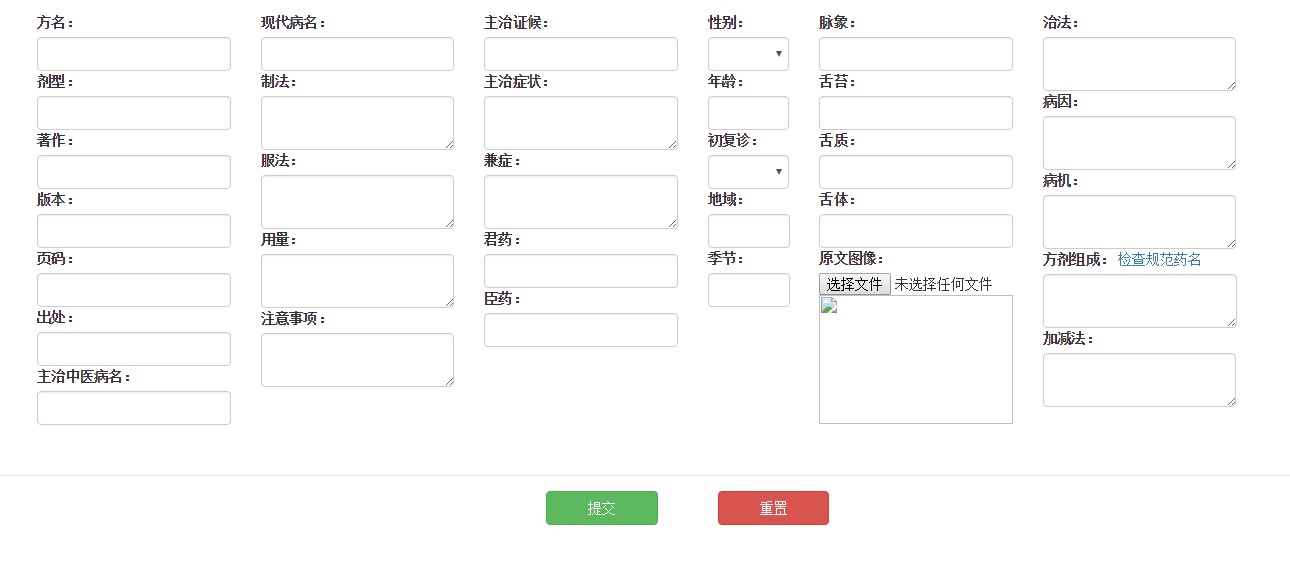 方名：
剂型：
著作：
版本：
页码：
出处：
主治中医病名：
现代病名：
制法：
服法：
用量：
注意事项：
主治证候：
主治症状：
兼症：
君药：
臣药：
性别：
年龄：
初复诊：
地域：
季节：
脉象：
舌苔：
舌质：
舌体：
原文图像：
选择文件 未选择任何文件
治法：
病因：
病机：
方剂组成： 检查规范药名
加减法：
提交
重置